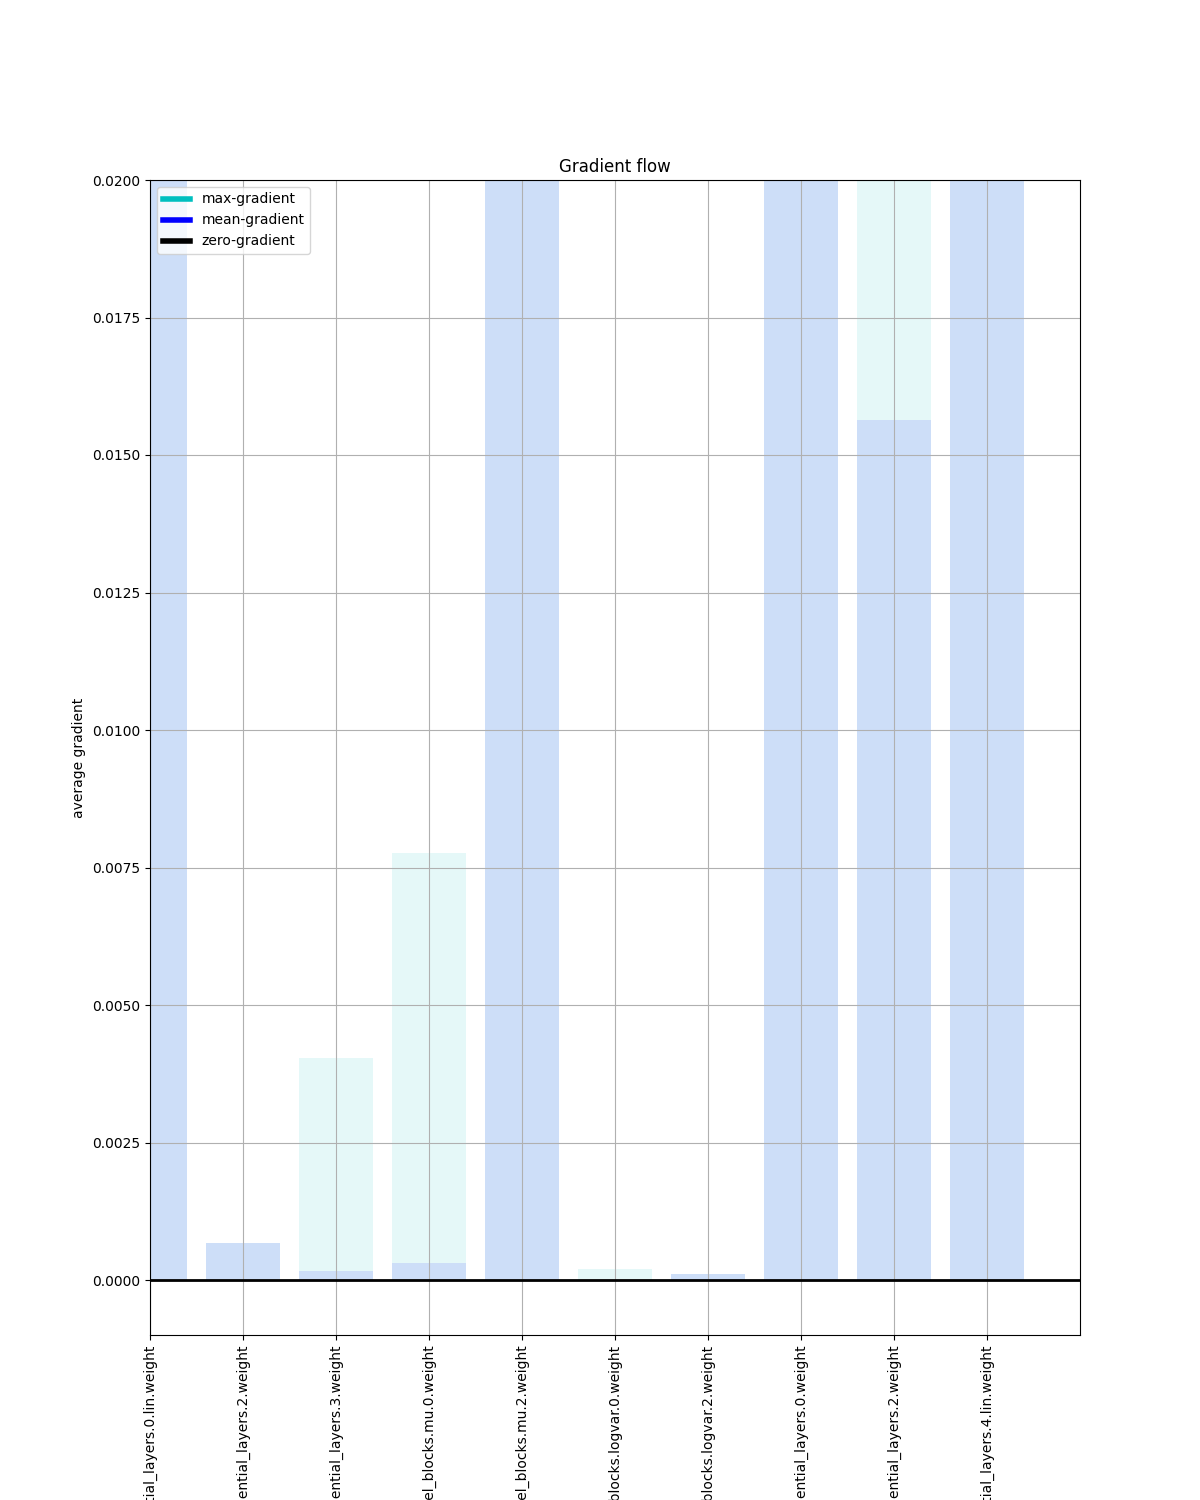 Gradient flow
max-gradient
mean-gradient
zero-gradient
0.0200
0.0175
0.0150
0.0125
0.0100
0.0075
0.0050
0.0025
0.0000
average gradient
tial_layers.0.lin.weight
ential_layers.2.weight
ential_layers.3.weight
el_blocks.mu.0.weight
el_blocks.mu.2.weight
blocks.logvar.0.weight
blocks.logvar.2.weight
ential_layers.0.weight
ential_layers.2.weight
tial_layers.4.lin.weight